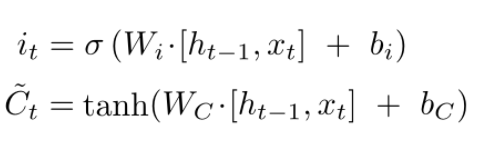 i_t = σ (W_i·[h_{t−1}, x_t] + b_i)
C̃_t = tanh(W_C·[h_{t−1}, x_t] + b_C)